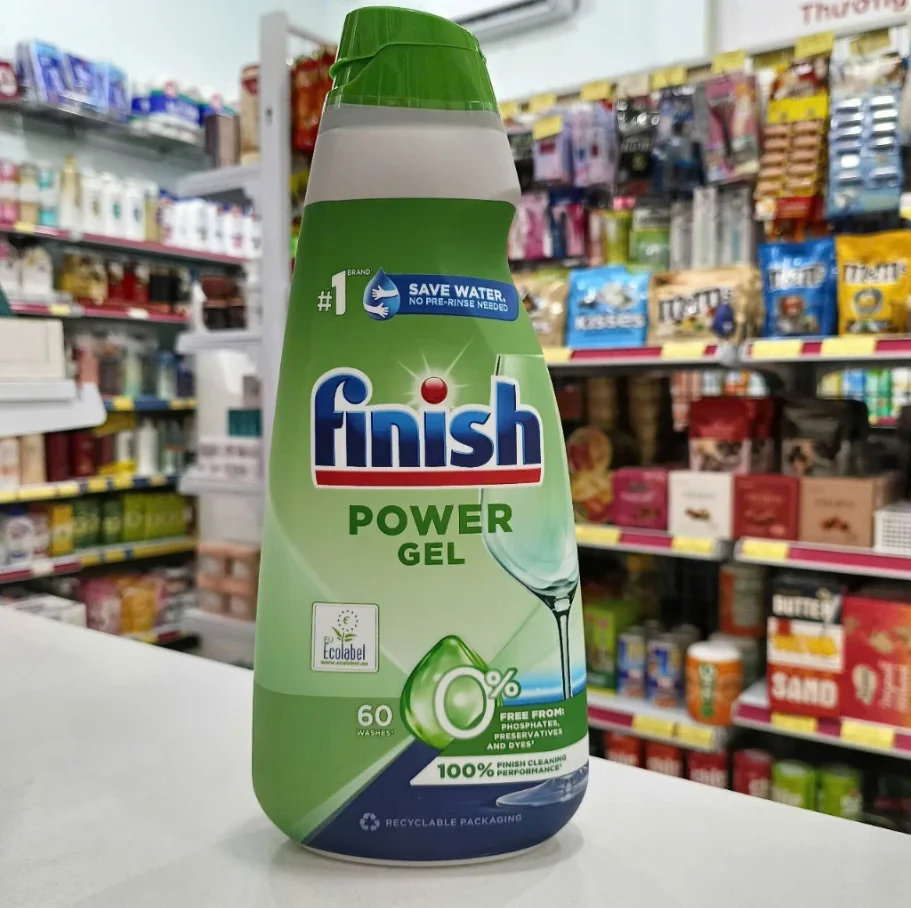 Thương
#1 BRAND
SAVE WATER.
NO PRE-RINSE NEEDED
finish
POWER
GEL
EU
Ecolabel
www.ecolabel.eu
0%
FREE FROM:
PHOSPHATES,
PRESERVATIVES
AND DYES
60
WASHES
100% FINISH CLEANING
PERFORMANCE
RECYCLABLE PACKAGING
KISSES
m&m's
m&m's
m&m's
BUTTER
SAND